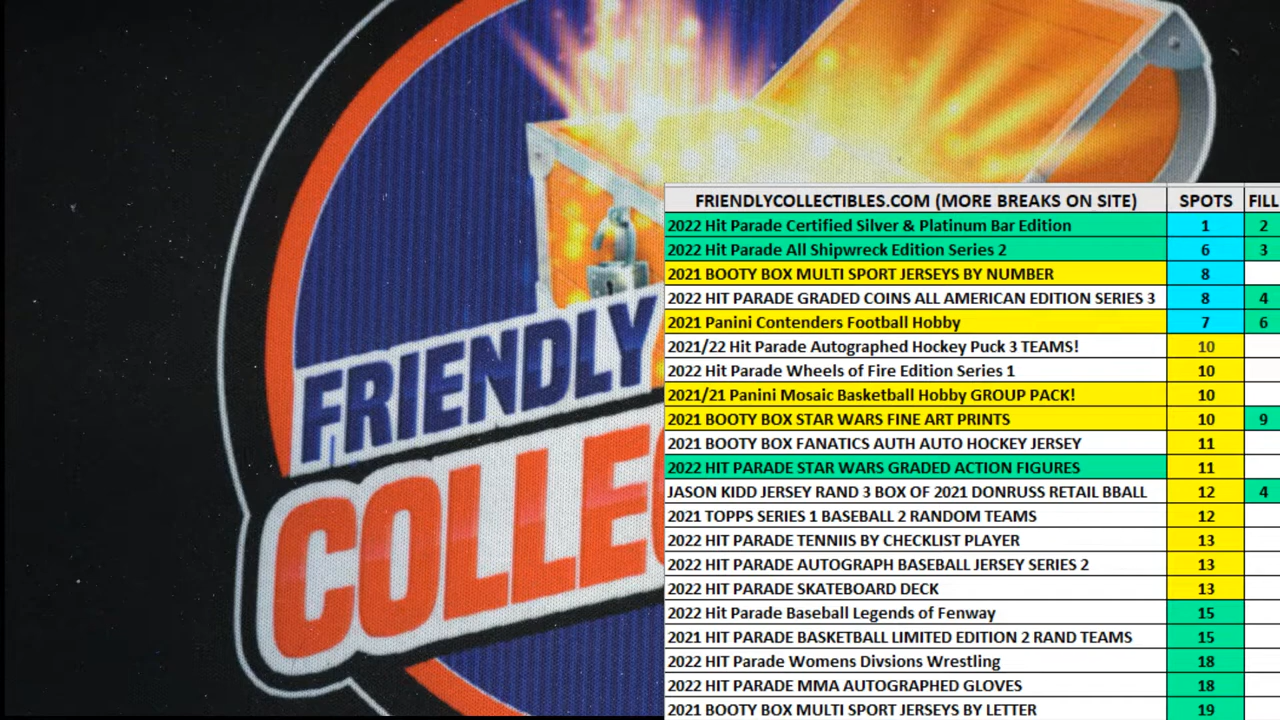 FRIENDLY
COLLE
FRIENDLYCOLLECTIBLES.COM (MORE BREAKS ON SITE) SPOTS FILL
2022 Hit Parade Certified Silver & Platinum Bar Edition 1 2
2022 Hit Parade All Shipwreck Edition Series 2 6 3
2021 BOOTY BOX MULTI SPORT JERSEYS BY NUMBER 8
2022 HIT PARADE GRADED COINS ALL AMERICAN EDITION SERIES 3 8 4
2021 Panini Contenders Football Hobby 7 6
2021/22 Hit Parade Autographed Hockey Puck 3 TEAMS! 10
2022 Hit Parade Wheels of Fire Edition Series 1 10
2021/21 Panini Mosaic Basketball Hobby GROUP PACK! 10
2021 BOOTY BOX STAR WARS FINE ART PRINTS 10 9
2021 BOOTY BOX FANATICS AUTH AUTO HOCKEY JERSEY 11
2022 HIT PARADE STAR WARS GRADED ACTION FIGURES 11
JASON KIDD JERSEY RAND 3 BOX OF 2021 DONRUSS RETAIL BBALL 12 4
2021 TOPPS SERIES 1 BASEBALL 2 RANDOM TEAMS 12
2022 HIT PARADE TENNIIS BY CHECKLIST PLAYER 13
2022 HIT PARADE AUTOGRAPH BASEBALL JERSEY SERIES 2 13
2022 HIT PARADE SKATEBOARD DECK 13
2022 Hit Parade Baseball Legends of Fenway 15
2021 HIT PARADE BASKETBALL LIMITED EDITION 2 RAND TEAMS 15
2022 HIT Parade Womens Divsions Wrestling 18
2022 HIT PARADE MMA AUTOGRAPHED GLOVES 18
2021 BOOTY BOX MULTI SPORT JERSEYS BY LETTER 19